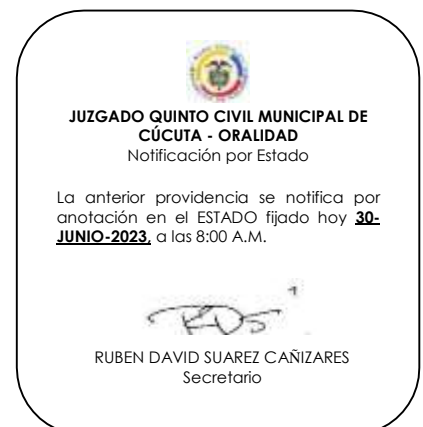 JUZGADO QUINTO CIVIL MUNICIPAL DE
CÚCUTA - ORALIDAD
Notificación por Estado
La anterior providencia se notifica por
anotación en el ESTADO fijado hoy 30-
JUNIO-2023, a las 8:00 A.M.
RUBEN DAVID SUAREZ CAÑIZARES
Secretario